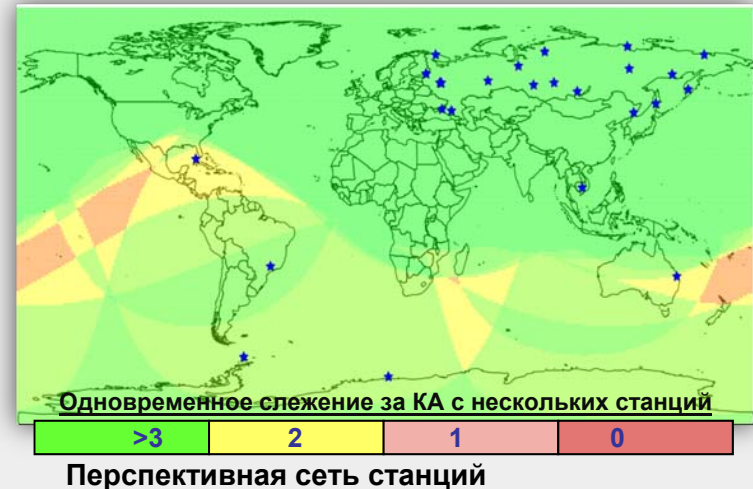 Одновременное слежение за КА с нескольких станций
>3 2 1 0
Перспективная сеть станций